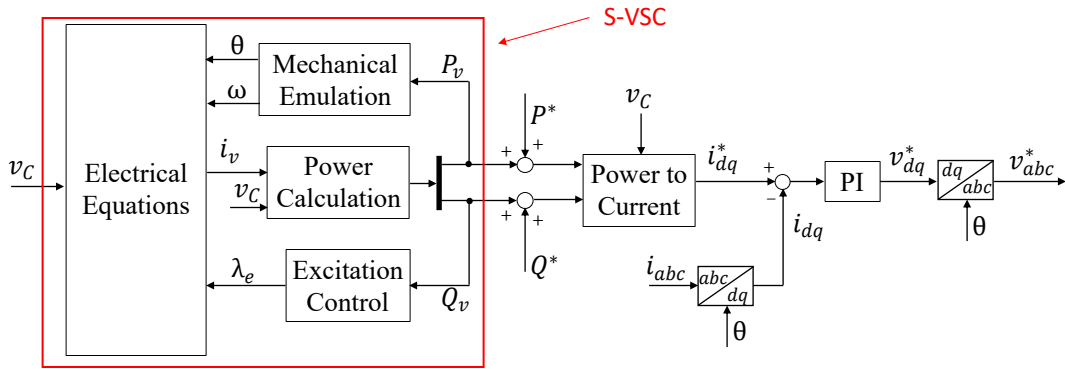 S-VSC
θ
ω
Mechanical
Emulation
P_v
v_C
Electrical
Equations
i_v
v_C
Power
Calculation
λ_e
Excitation
Control
Q_v
P*
+
+
+
+
Q*
v_C
Power to
Current
i*_dq
+
−
i_dq
PI
v*_dq
dq
abc
θ
v*_abc
i_abc
abc
dq
θ